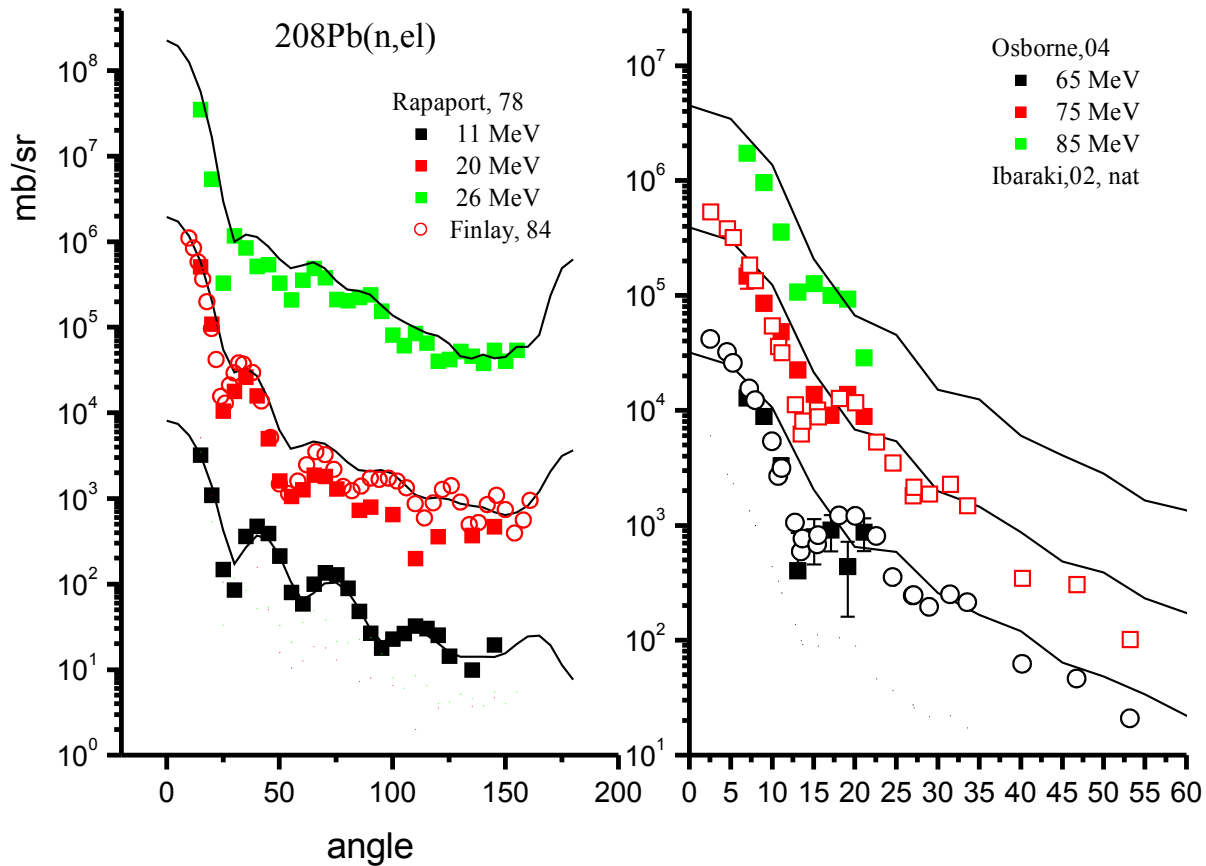 208Pb(n,el)
Rapaport, 78
11 MeV
20 MeV
26 MeV
Finlay, 84
mb/sr
10^8
10^7
10^6
10^5
10^4
10^3
10^2
10^1
10^0
0 50 100 150 200
angle
Osborne,04
65 MeV
75 MeV
85 MeV
Ibaraki,02, nat
10^7
10^6
10^5
10^4
10^3
10^2
10^1
0 5 10 15 20 25 30 35 40 45 50 55 60